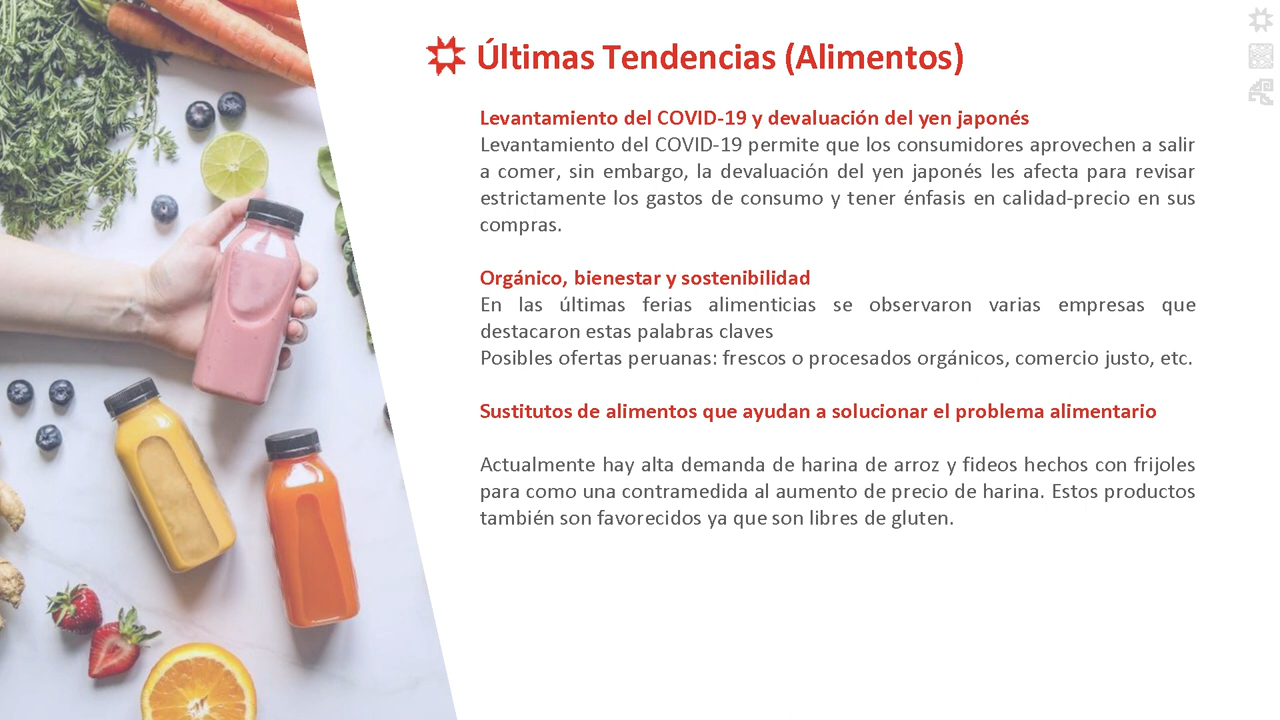 Últimas Tendencias (Alimentos)
Levantamiento del COVID-19 y devaluación del yen japonés
Levantamiento del COVID-19 permite que los consumidores aprovechen a salir
a comer, sin embargo, la devaluación del yen japonés les afecta para revisar
estrictamente los gastos de consumo y tener énfasis en calidad-precio en sus
compras.
Orgánico, bienestar y sostenibilidad
En las últimas ferias alimenticias se observaron varias empresas que
destacaron estas palabras claves
Posibles ofertas peruanas: frescos o procesados orgánicos, comercio justo, etc.
Sustitutos de alimentos que ayudan a solucionar el problema alimentario
Actualmente hay alta demanda de harina de arroz y fideos hechos con frijoles
para como una contramedida al aumento de precio de harina. Estos productos
también son favorecidos ya que son libres de gluten.